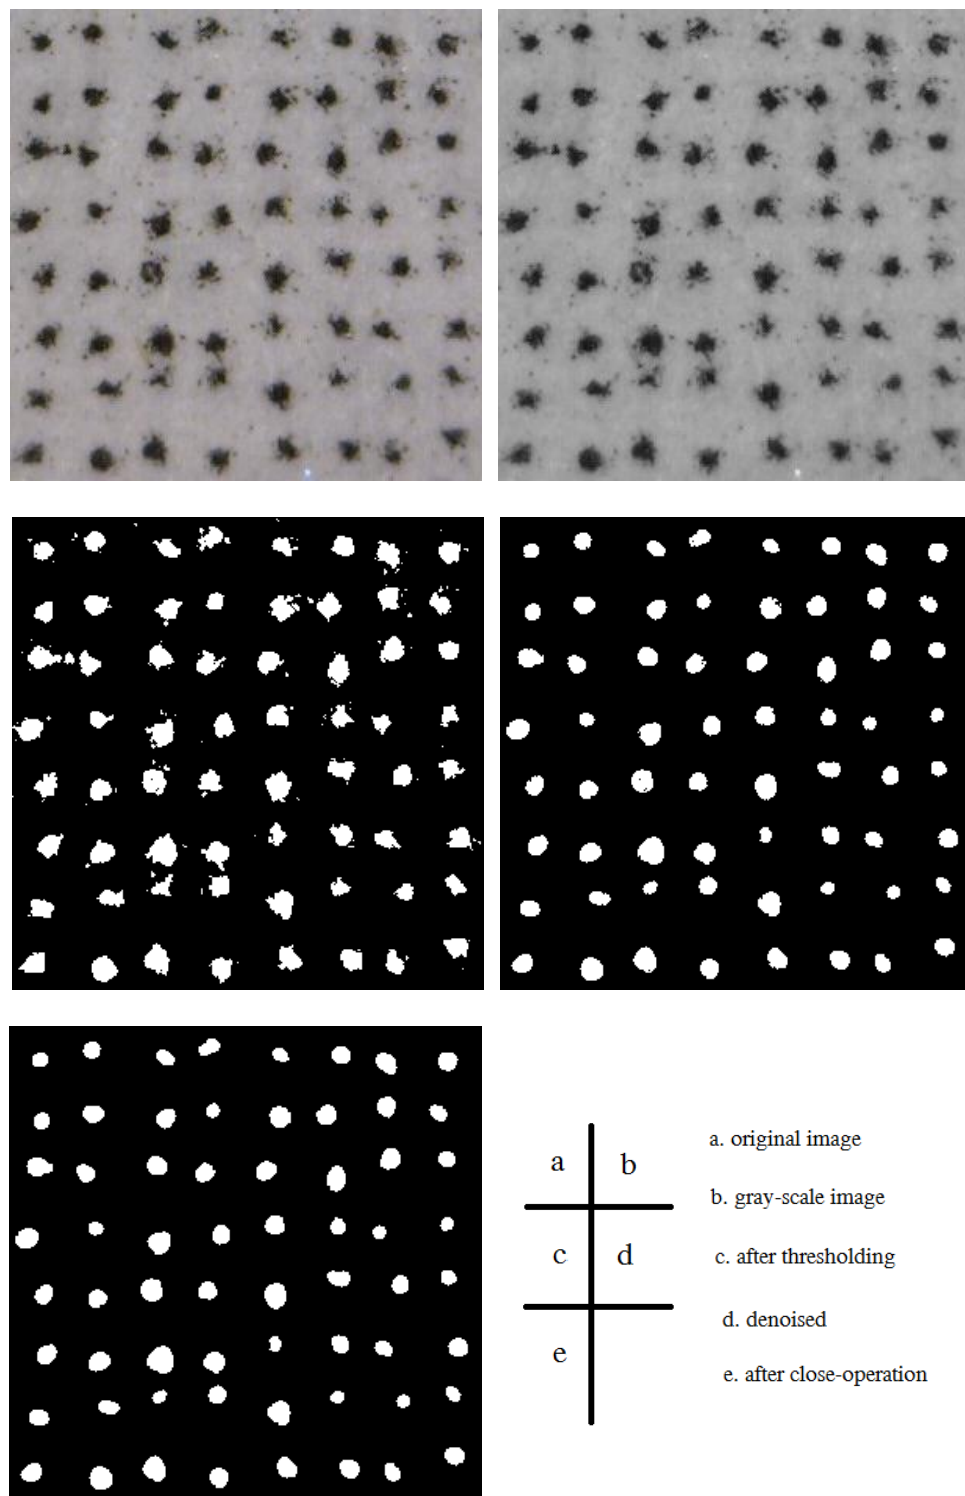 a b
a. original image
b. gray-scale image
c d
c. after thresholding
d. denoised
e
e. after close-operation